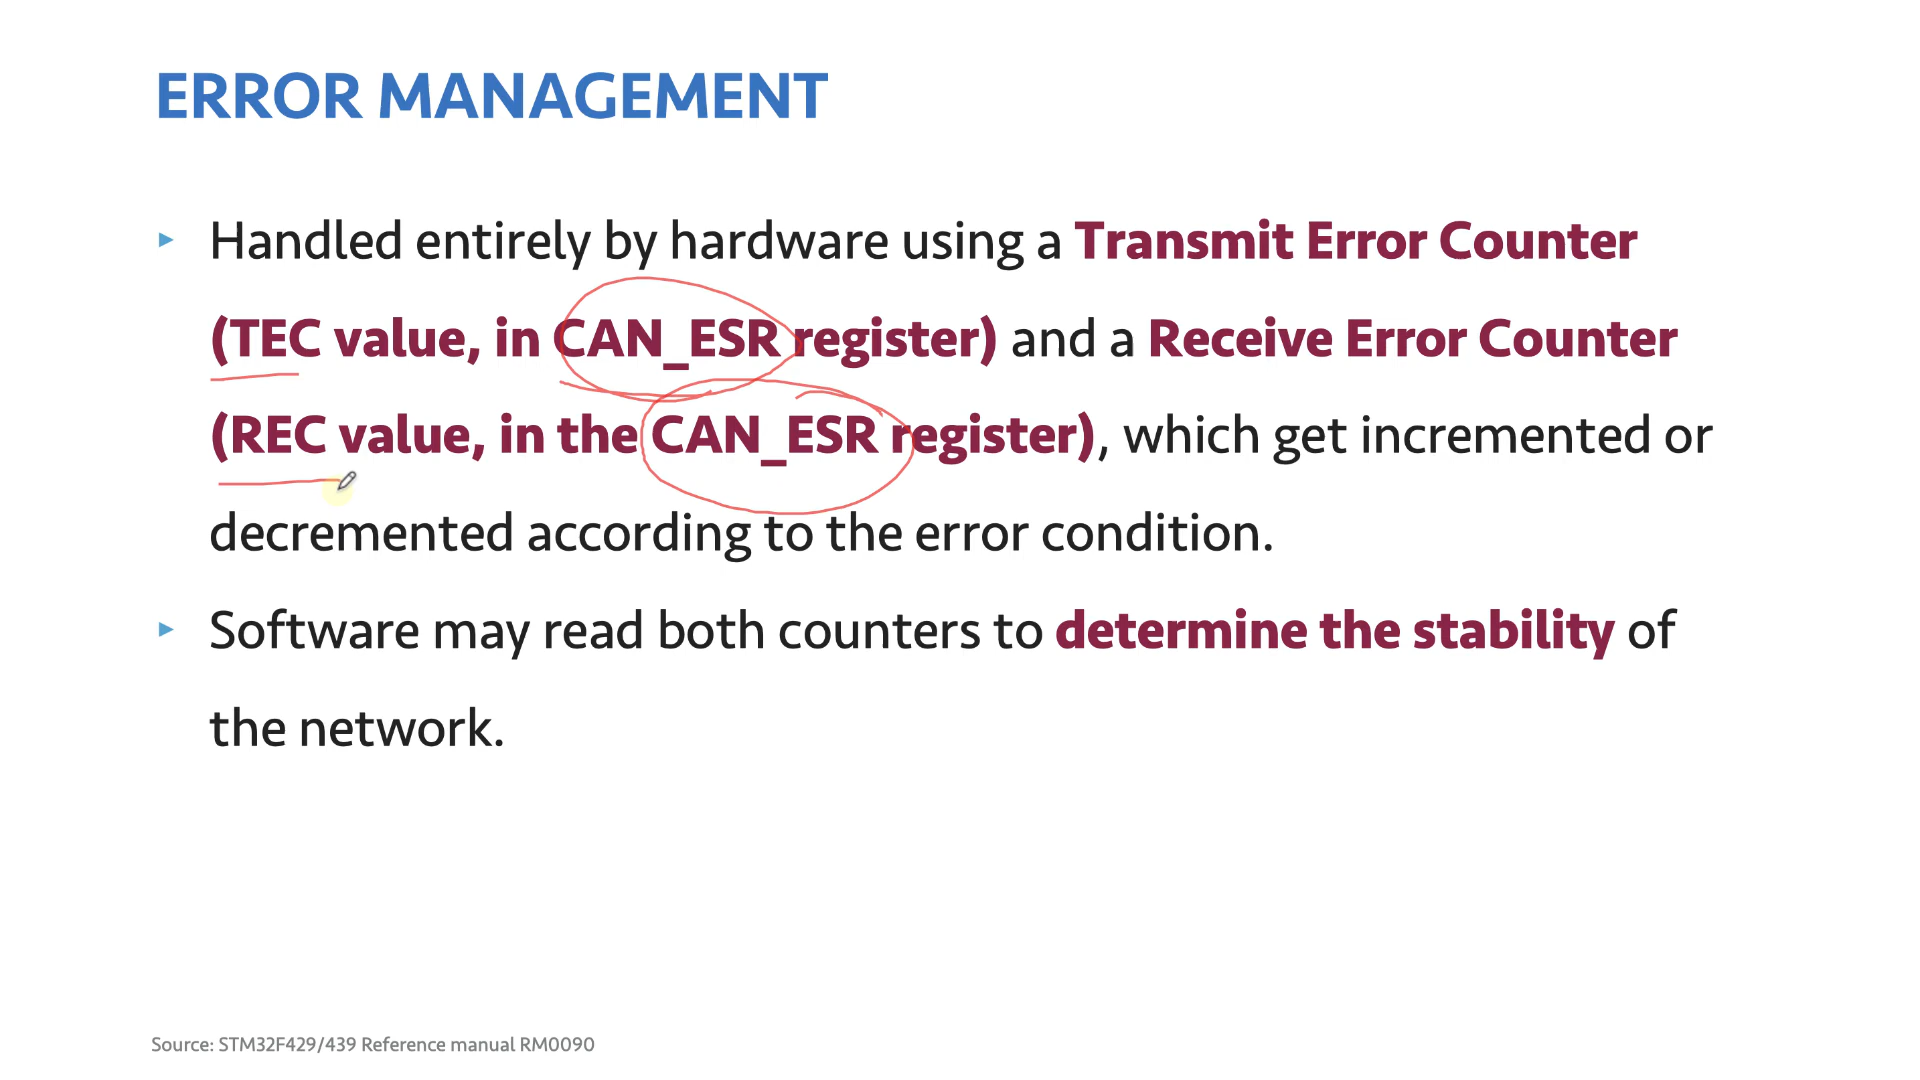 ERROR MANAGEMENT
Handled entirely by hardware using a Transmit Error Counter
(TEC value, in CAN_ESR register) and a Receive Error Counter
(REC value, in the CAN_ESR register), which get incremented or
decremented according to the error condition.
Software may read both counters to determine the stability of
the network.
Source: STM32F429/439 Reference manual RM0090